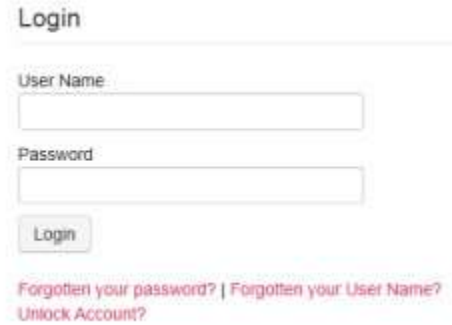 Login
User Name
Password
Login
Forgotten your password? | Forgotten your User Name?
Unlock Account?